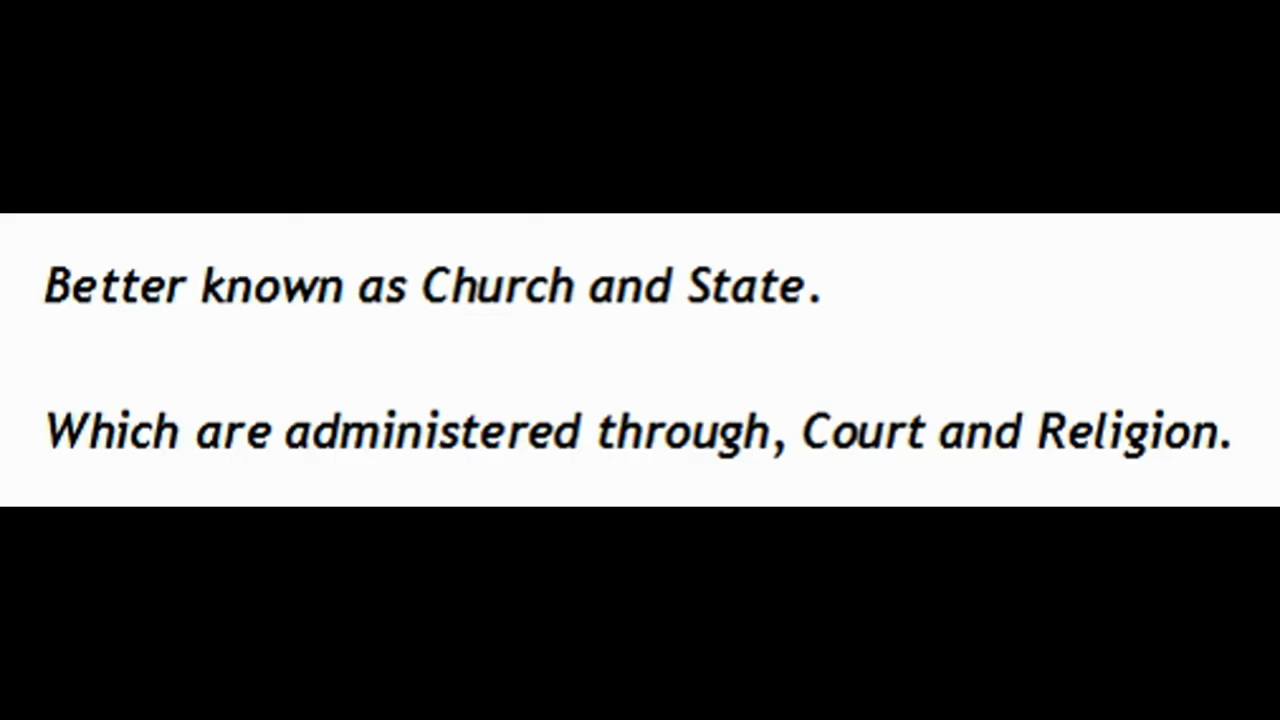 Better known as Church and State.
Which are administered through, Court and Religion.